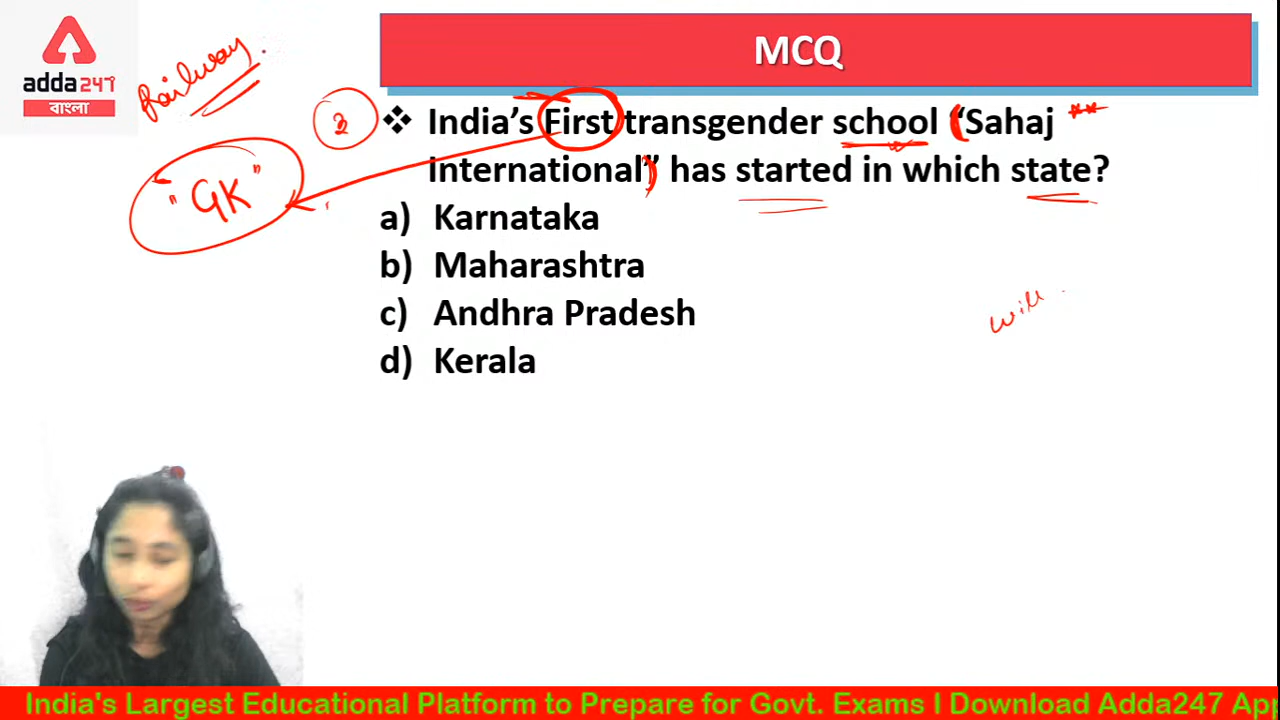 adda247
বাংলা
Railway
MCQ
❖ India's First transgender school "Sahaj **
International" has started in which state?
"GK"
a) Karnataka
b) Maharashtra
c) Andhra Pradesh
d) Kerala
will
India's Largest Educational Platform to Prepare for Govt. Exams I Download Adda247 App